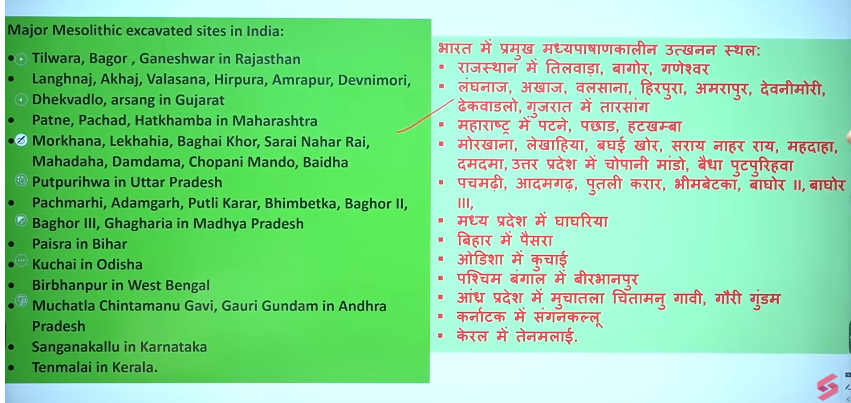 Major Mesolithic excavated sites in India:
Tilwara, Bagor , Ganeshwar in Rajasthan
Langhnaj, Akhaj, Valasana, Hirpura, Amrapur, Devnimori,
Dhekvadlo, arsang in Gujarat
Patne, Pachad, Hatkhamba in Maharashtra
Morkhana, Lekhahia, Baghai Khor, Sarai Nahar Rai,
Mahadaha, Damdama, Chopani Mando, Baidha
Putpurihwa in Uttar Pradesh
Pachmarhi, Adamgarh, Putli Karar, Bhimbetka, Baghor II,
Baghor III, Ghagharia in Madhya Pradesh
Paisra in Bihar
Kuchai in Odisha
Birbhanpur in West Bengal
Muchatla Chintamanu Gavi, Gauri Gundam in Andhra
Pradesh
Sanganakallu in Karnataka
Tenmalai in Kerala.
भारत में प्रमुख मध्यपाषाणकालीन उत्खनन स्थल:
राजस्थान में तिलवाड़ा, बागोर, गणेश्वर
लंघनाज, अखाज, वलसाना, हिरपुरा, अमरापुर, देवनीमोरी,
ढेकवाडलो, गुजरात में तारसांग
महाराष्ट्र में पटने, पछाड, हटखम्बा
मोरखाना, लेखाहिया, बघई खोर, सराय नाहर राय, महदाहा,
दमदमा, उत्तर प्रदेश में चोपानी मांडो, बैधा पुटपुरिहवा
पचमढ़ी, आदमगढ़, पुतली करार, भीमबेटका, बाघोर II, बाघोर
III,
मध्य प्रदेश में घाघरिया
बिहार में पैसरा
ओडिशा में कुचाई
पश्चिम बंगाल में बीरभानपुर
आंध्र प्रदेश में मुचातला चिंतामनु गावी, गौरी गुंडम
कर्नाटक में संगनकल्लू
केरल में तेनमलाई.